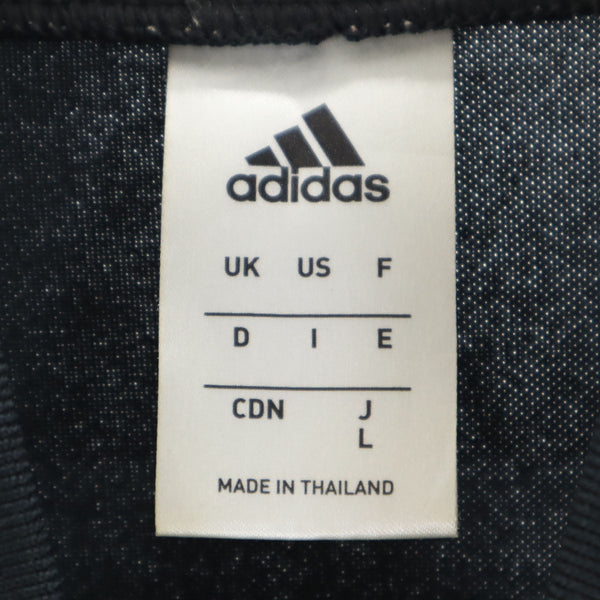 adidas
UK US F
D I E
CDN J
L
MADE IN THAILAND